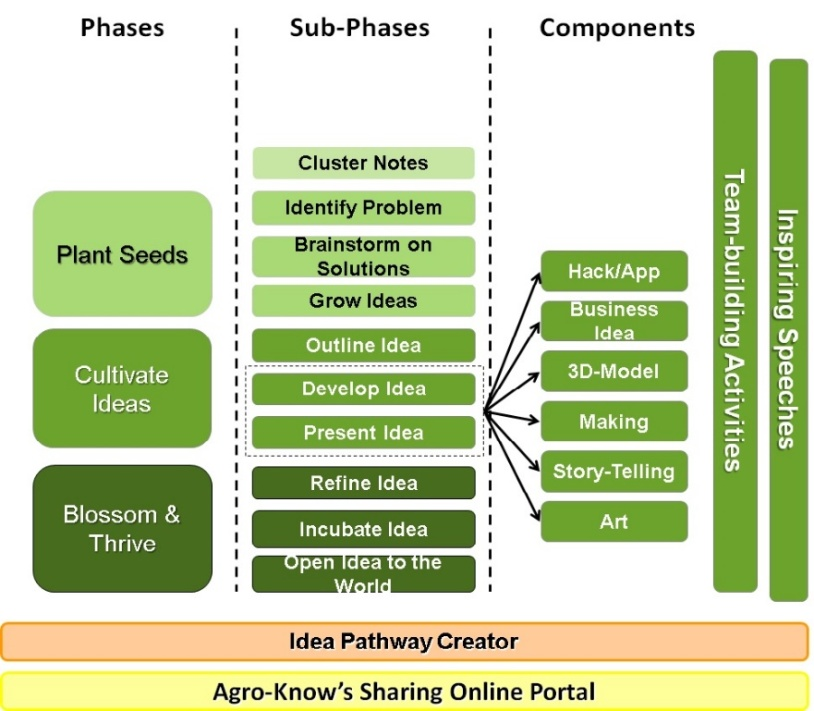 Phases
Sub-Phases
Components
Plant Seeds
Cultivate
Ideas
Blossom &
Thrive
Cluster Notes
Identify Problem
Brainstorm on
Solutions
Grow Ideas
Outline Idea
Develop Idea
Present Idea
Refine Idea
Incubate Idea
Open Idea to the
World
Hack/App
Business
Idea
3D-Model
Making
Story-Telling
Art
Team-building Activities
Inspiring Speeches
Idea Pathway Creator
Agro-Know's Sharing Online Portal